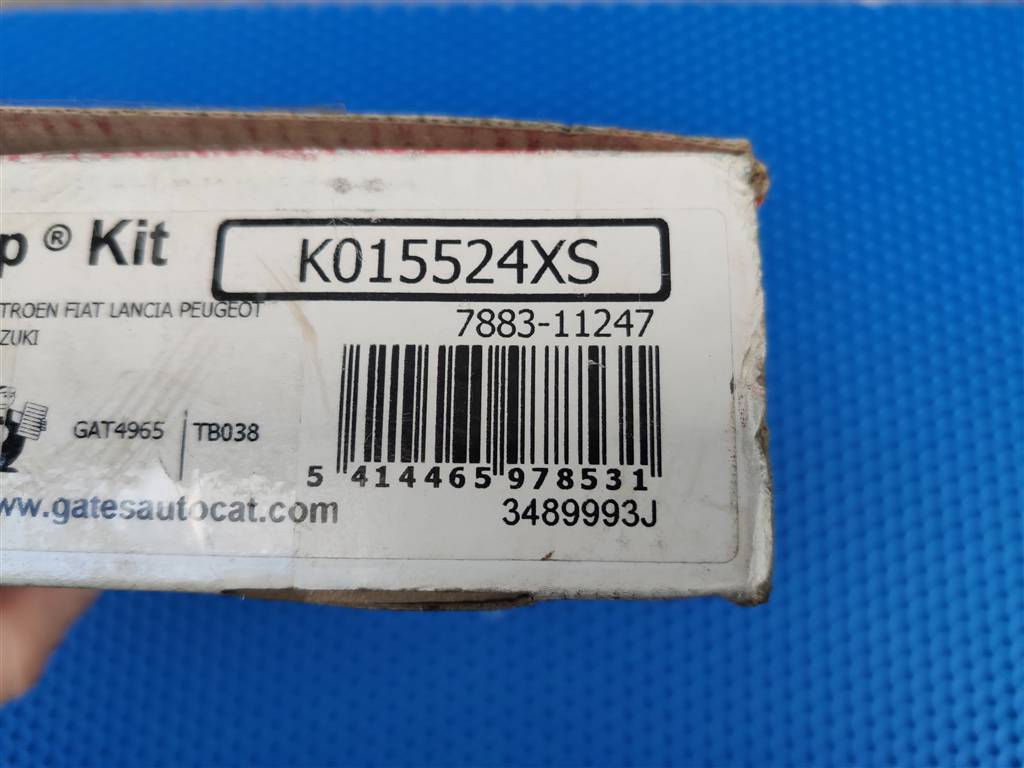 p ® Kit
K015524XS
TROEN FIAT LANCIA PEUGEOT
ZUKI
7883-11247
GAT4965 | TB038
5 414465 978531
www.gatesautocat.com
3489993J